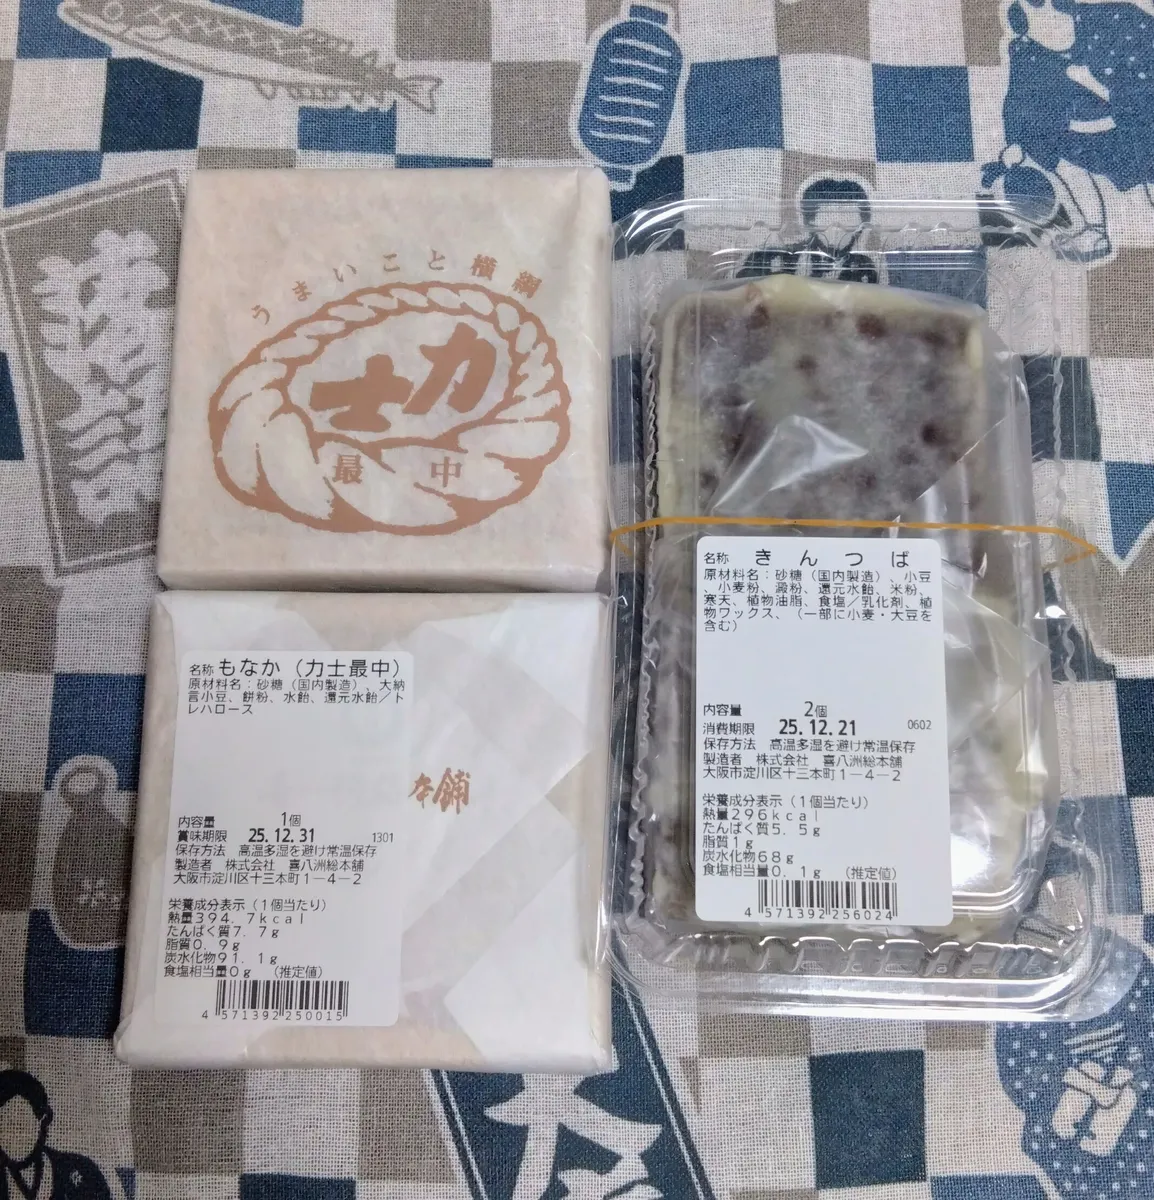 うまいこと横綱
力士
最中
名称 もなか（力士最中）
原材料名：砂糖（国内製造）、大納
言小豆、餅粉、水飴、還元水飴／ト
レハロース
本舗
内容量 1個
賞味期限 25.12.31 1301
保存方法 高温多湿を避け常温保存
製造者 株式会社 喜八洲総本舗
大阪市淀川区十三本町１－４－２
栄養成分表示（１個当たり）
熱量３９４．７ｋｃａｌ
たんぱく質７．７ｇ
脂質０．９ｇ
炭水化物９１．１ｇ
食塩相当量０ｇ （推定値）
4 571392 250015
名称 きんつば
原材料名：砂糖（国内製造）、小豆
、小麦粉、澱粉、還元水飴、米粉、
寒天、植物油脂、食塩／乳化剤、植
物ワックス、（一部に小麦・大豆を
含む）
内容量 2個
消費期限 25.12.21 0602
保存方法 高温多湿を避け常温保存
製造者 株式会社 喜八洲総本舗
大阪市淀川区十三本町１－４－２
栄養成分表示（１個当たり）
熱量２９６ｋｃａｌ
たんぱく質５．５ｇ
脂質１ｇ
炭水化物６８ｇ
食塩相当量０．１ｇ （推定値）
4 571392 256024